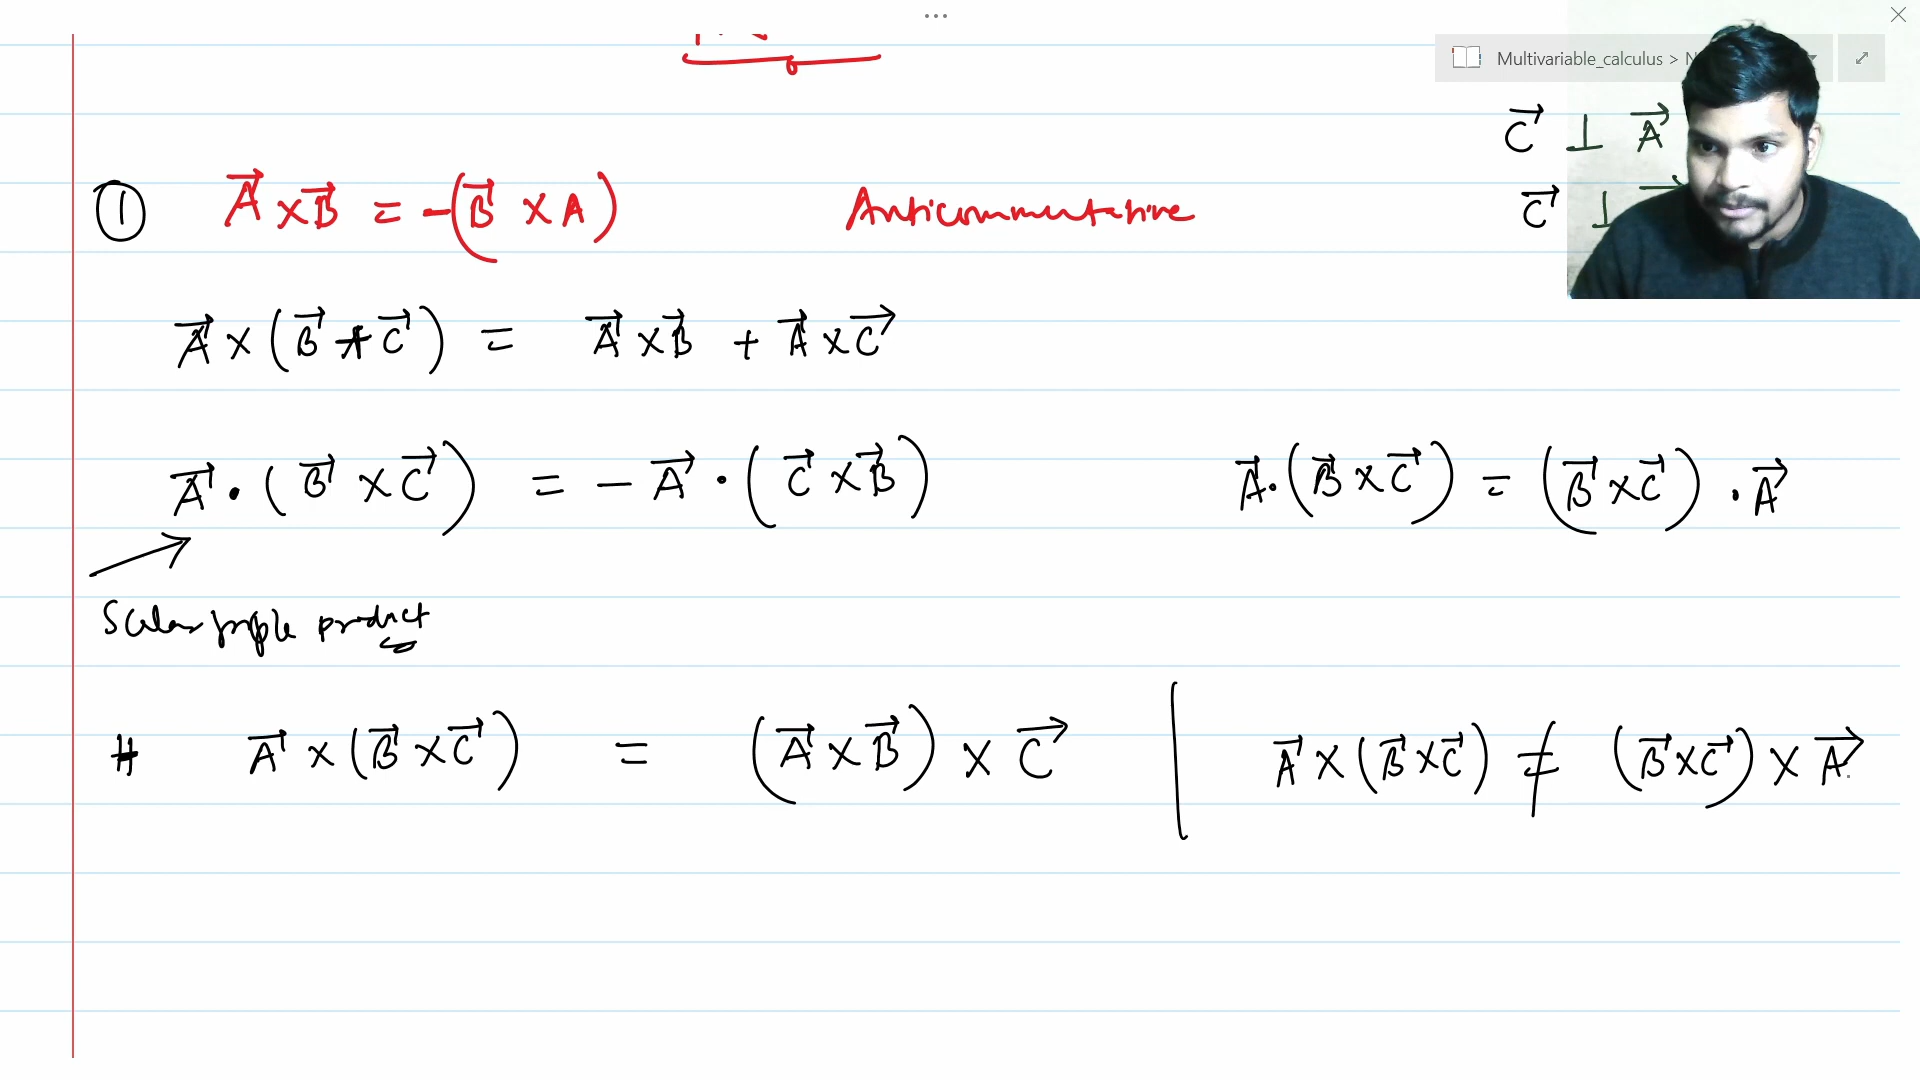 Multivariable_calculus > N
C⃗ ⊥ A⃗
C⃗ ⊥
① A⃗ × B⃗ = -(B⃗ × A) Anticommutative
A⃗ × (B⃗ + C⃗) = A⃗ × B⃗ + A⃗ × C⃗
A⃗ · (B⃗ × C⃗) = - A⃗ · (C⃗ × B⃗) A⃗ · (B⃗ × C⃗) = (B⃗ × C⃗) · A⃗
Scalar triple product
# A⃗ × (B⃗ × C⃗) = (A⃗ × B⃗) × C⃗ | A⃗ × (B⃗ × C⃗) ≠ (B⃗ × C⃗) × A⃗